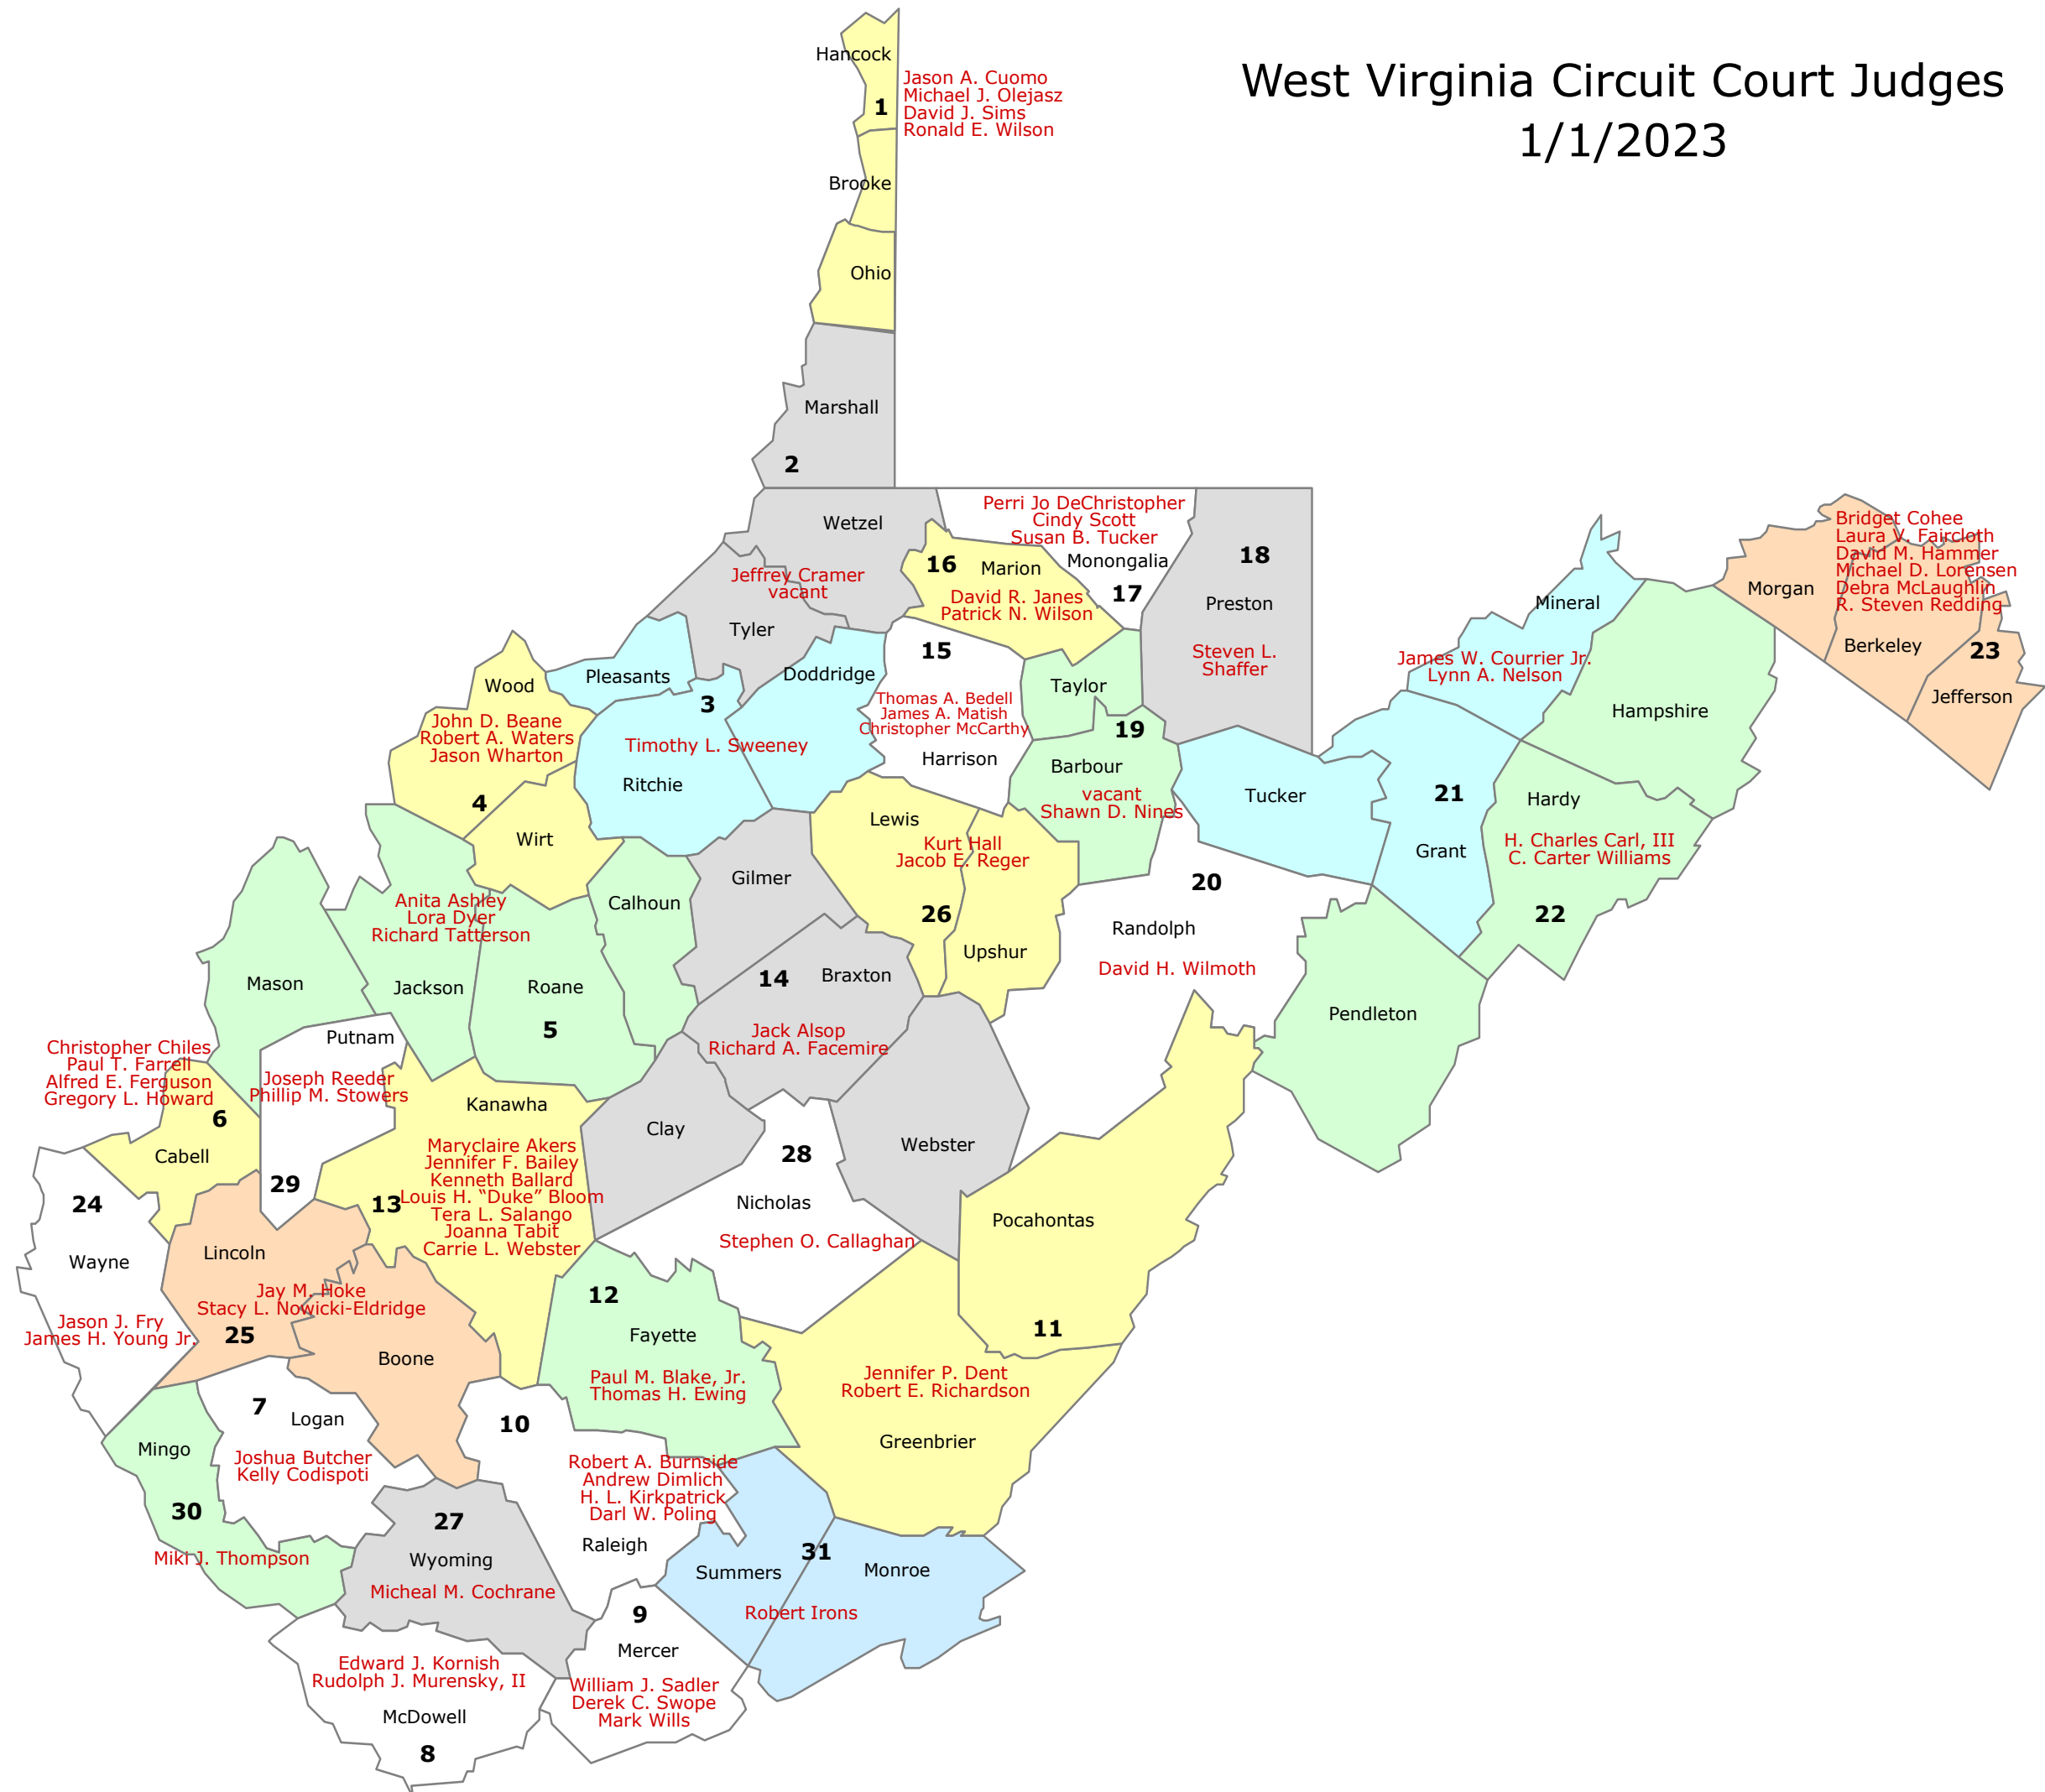 West Virginia Circuit Court Judges
1/1/2023
Hancock
1
Jason A. Cuomo
Michael J. Olejasz
David J. Sims
Ronald E. Wilson
Brooke
Ohio
Marshall
2
Wetzel
Jeffrey Cramer
vacant
Tyler
Perri Jo DeChristopher
Cindy Scott
Susan B. Tucker
Monongalia
17
16
Marion
David R. Janes
Patrick N. Wilson
18
Preston
Steven L.
Shaffer
Bridget Cohee
Laura V. Faircloth
David M. Hammer
Michael D. Lorensen
Debra McLaughlin
R. Steven Redding
Morgan
Berkeley
23
Jefferson
Mineral
James W. Courrier Jr.
Lynn A. Nelson
Hampshire
Pleasants
3
Doddridge
Timothy L. Sweeney
Ritchie
15
Thomas A. Bedell
James A. Matish
Christopher McCarthy
Harrison
Taylor
19
Barbour
vacant
Shawn D. Nines
Wood
John D. Beane
Robert A. Waters
Jason Wharton
4
Wirt
Tucker
21
Grant
Hardy
H. Charles Carl, III
C. Carter Williams
22
Lewis
Kurt Hall
Jacob E. Reger
26
Upshur
Gilmer
Calhoun
20
Randolph
David H. Wilmoth
Pendleton
Anita Ashley
Lora Dyer
Richard Tatterson
Mason
Jackson
Roane
5
14
Braxton
Jack Alsop
Richard A. Facemire
Putnam
Joseph Reeder
Phillip M. Stowers
29
Christopher Chiles
Paul T. Farrell
Alfred E. Ferguson
Gregory L. Howard
6
Cabell
Kanawha
Maryclaire Akers
Jennifer F. Bailey
Kenneth Ballard
Louis H. “Duke” Bloom
Tera L. Salango
Joanna Tabit
Carrie L. Webster
13
Clay
Webster
28
Nicholas
Stephen O. Callaghan
Pocahontas
11
Jennifer P. Dent
Robert E. Richardson
Greenbrier
24
Wayne
Jason J. Fry
James H. Young Jr.
Lincoln
Jay M. Hoke
Stacy L. Nowicki-Eldridge
25
Boone
12
Fayette
Paul M. Blake, Jr.
Thomas H. Ewing
7
Logan
Joshua Butcher
Kelly Codispoti
Mingo
30
Miki J. Thompson
10
Robert A. Burnside
Andrew Dimlich
H. L. Kirkpatrick
Darl W. Poling
Raleigh
27
Wyoming
Micheal M. Cochrane
31
Summers
Monroe
Robert Irons
9
Mercer
William J. Sadler
Derek C. Swope
Mark Wills
Edward J. Kornish
Rudolph J. Murensky, II
McDowell
8